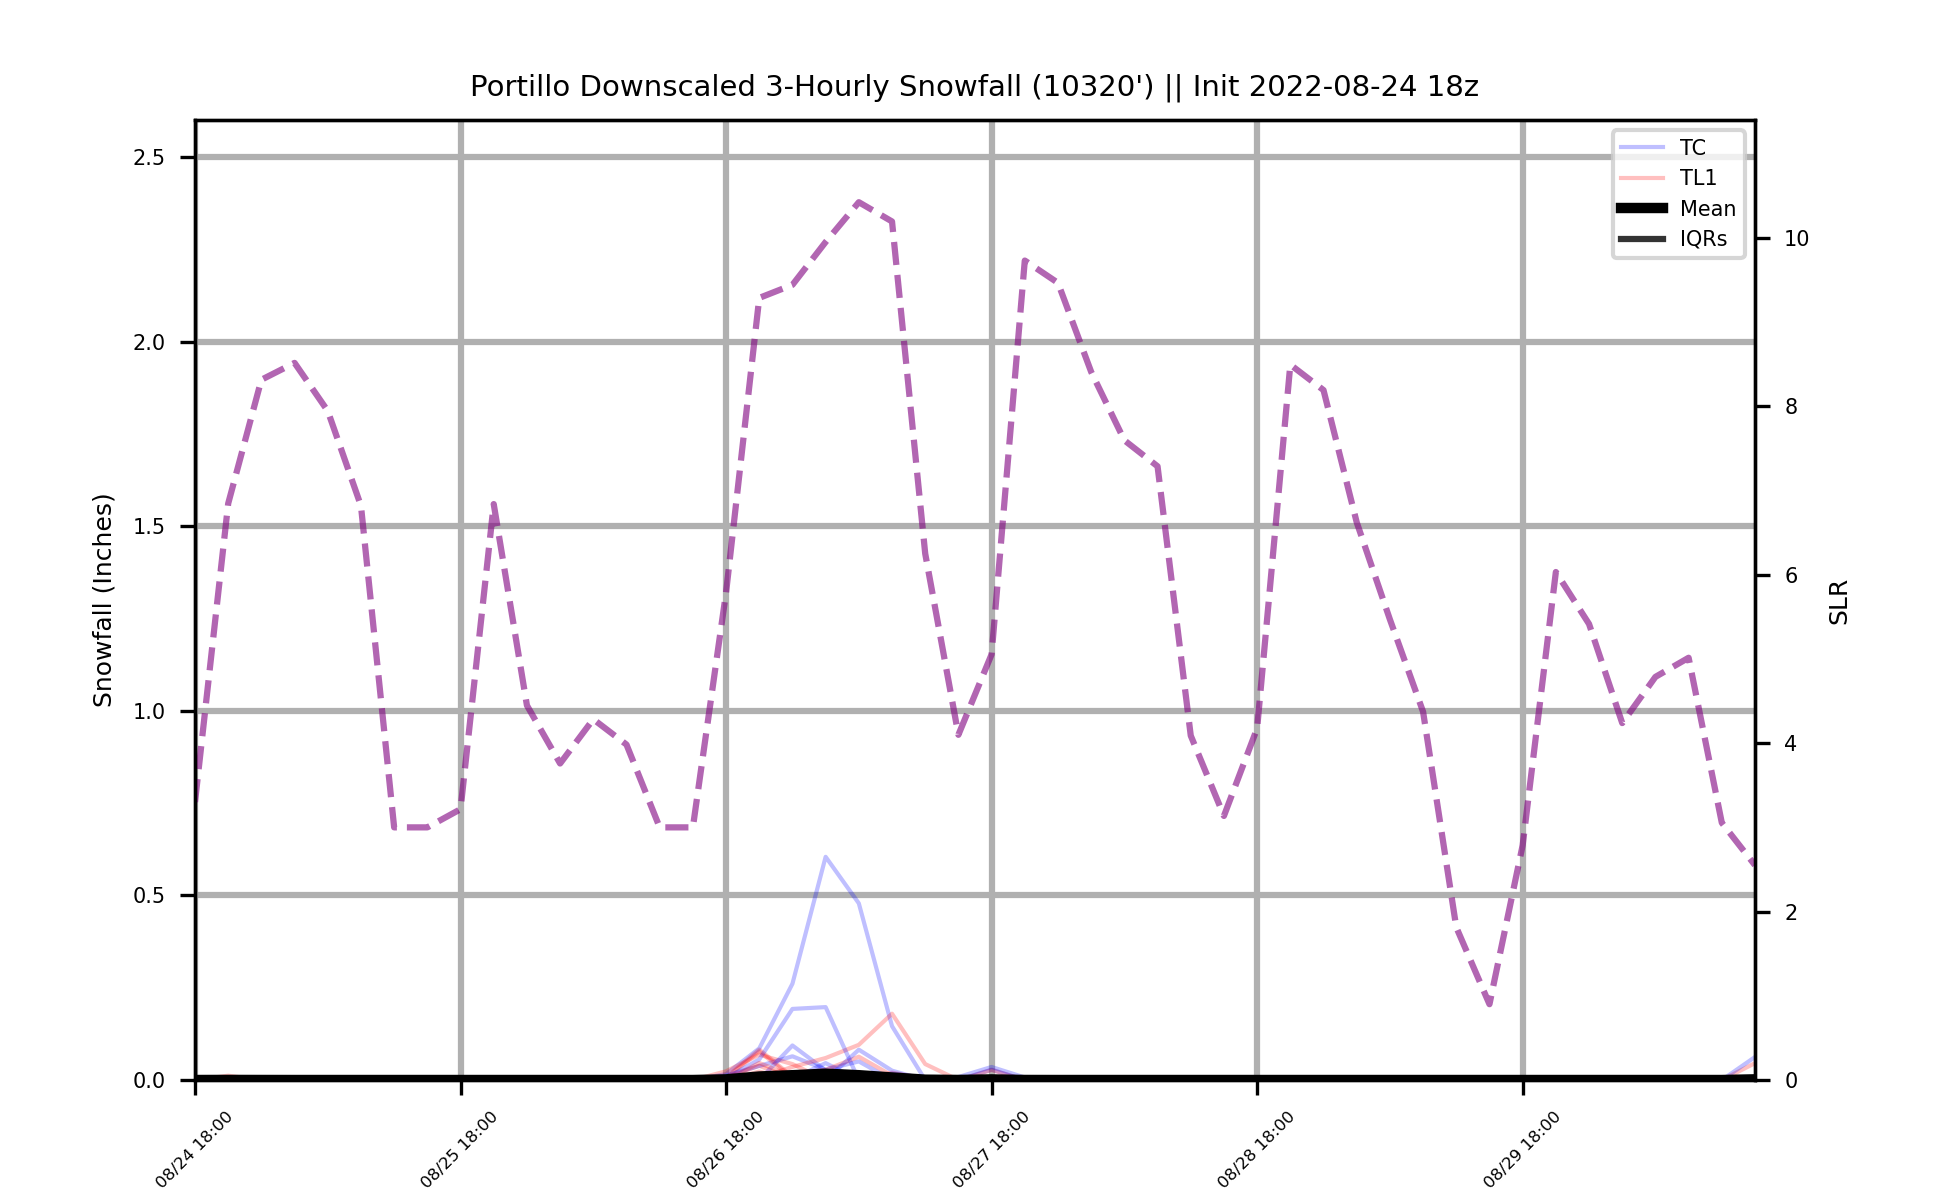 Portillo Downscaled 3-Hourly Snowfall (10320') || Init 2022-08-24 18z
TC
TL1
Mean
IQRs
Snowfall (Inches)
2.5
2.0
1.5
1.0
0.5
0.0
SLR
10
8
6
4
2
0
08/24 18:00
08/25 18:00
08/26 18:00
08/27 18:00
08/28 18:00
08/29 18:00